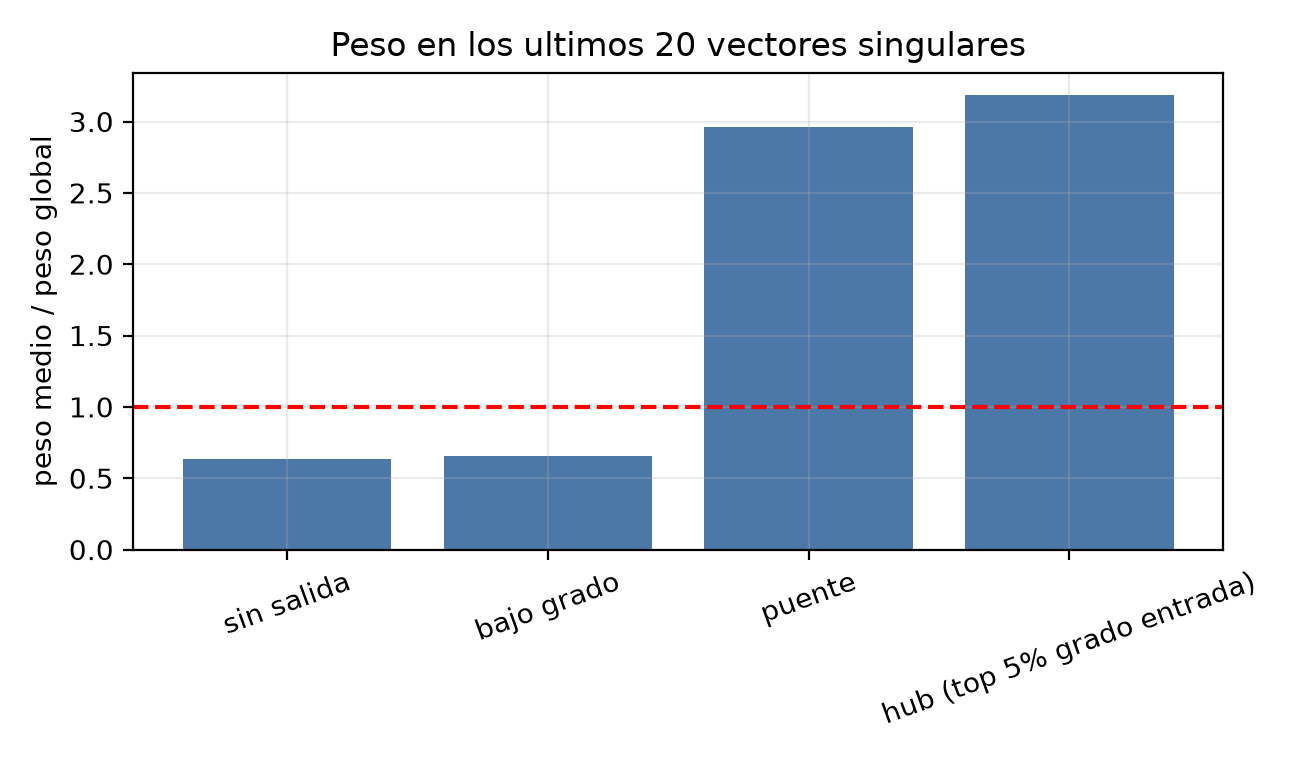 Peso en los ultimos 20 vectores singulares
peso medio / peso global
3.0
2.5
2.0
1.5
1.0
0.5
0.0
sin salida
bajo grado
puente
hub (top 5% grado entrada)